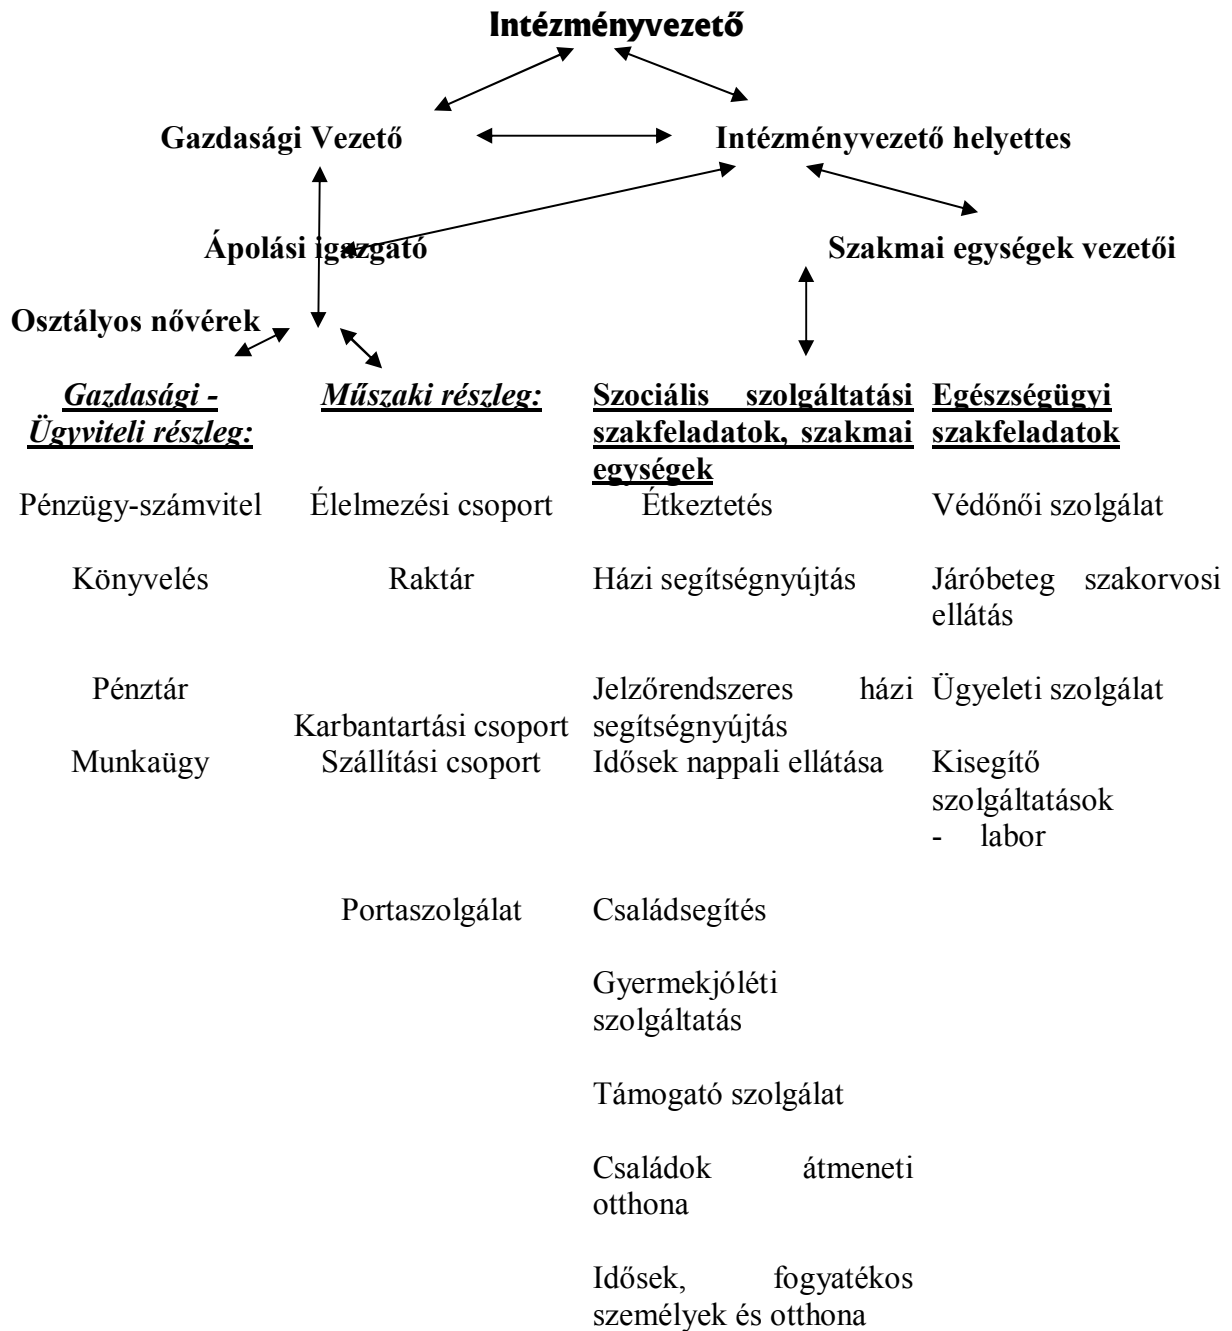 Intézményvezető
Gazdasági Vezető
Intézményvezető helyettes
Ápolási igazgató
Szakmai egységek vezetői
Osztályos nővérek
Gazdasági -
Ügyviteli részleg:
Pénzügy-számvitel
Könyvelés
Pénztár
Munkaügy
Műszaki részleg:
Élelmezési csoport
Raktár
Karbantartási csoport
Szállítási csoport
Portaszolgálat
Szociális szolgáltatási
szakfeladatok, szakmai
egységek
Étkeztetés
Házi segítségnyújtás
Jelzőrendszeres házi
segítségnyújtás
Idősek nappali ellátása
Családsegítés
Gyermekjóléti
szolgáltatás
Támogató szolgálat
Családok átmeneti
otthona
Idősek, fogyatékos
személyek és otthona
Egészségügyi
szakfeladatok
Védőnői szolgálat
Járóbeteg szakorvosi
ellátás
Ügyeleti szolgálat
Kisegítő
szolgáltatások
- labor